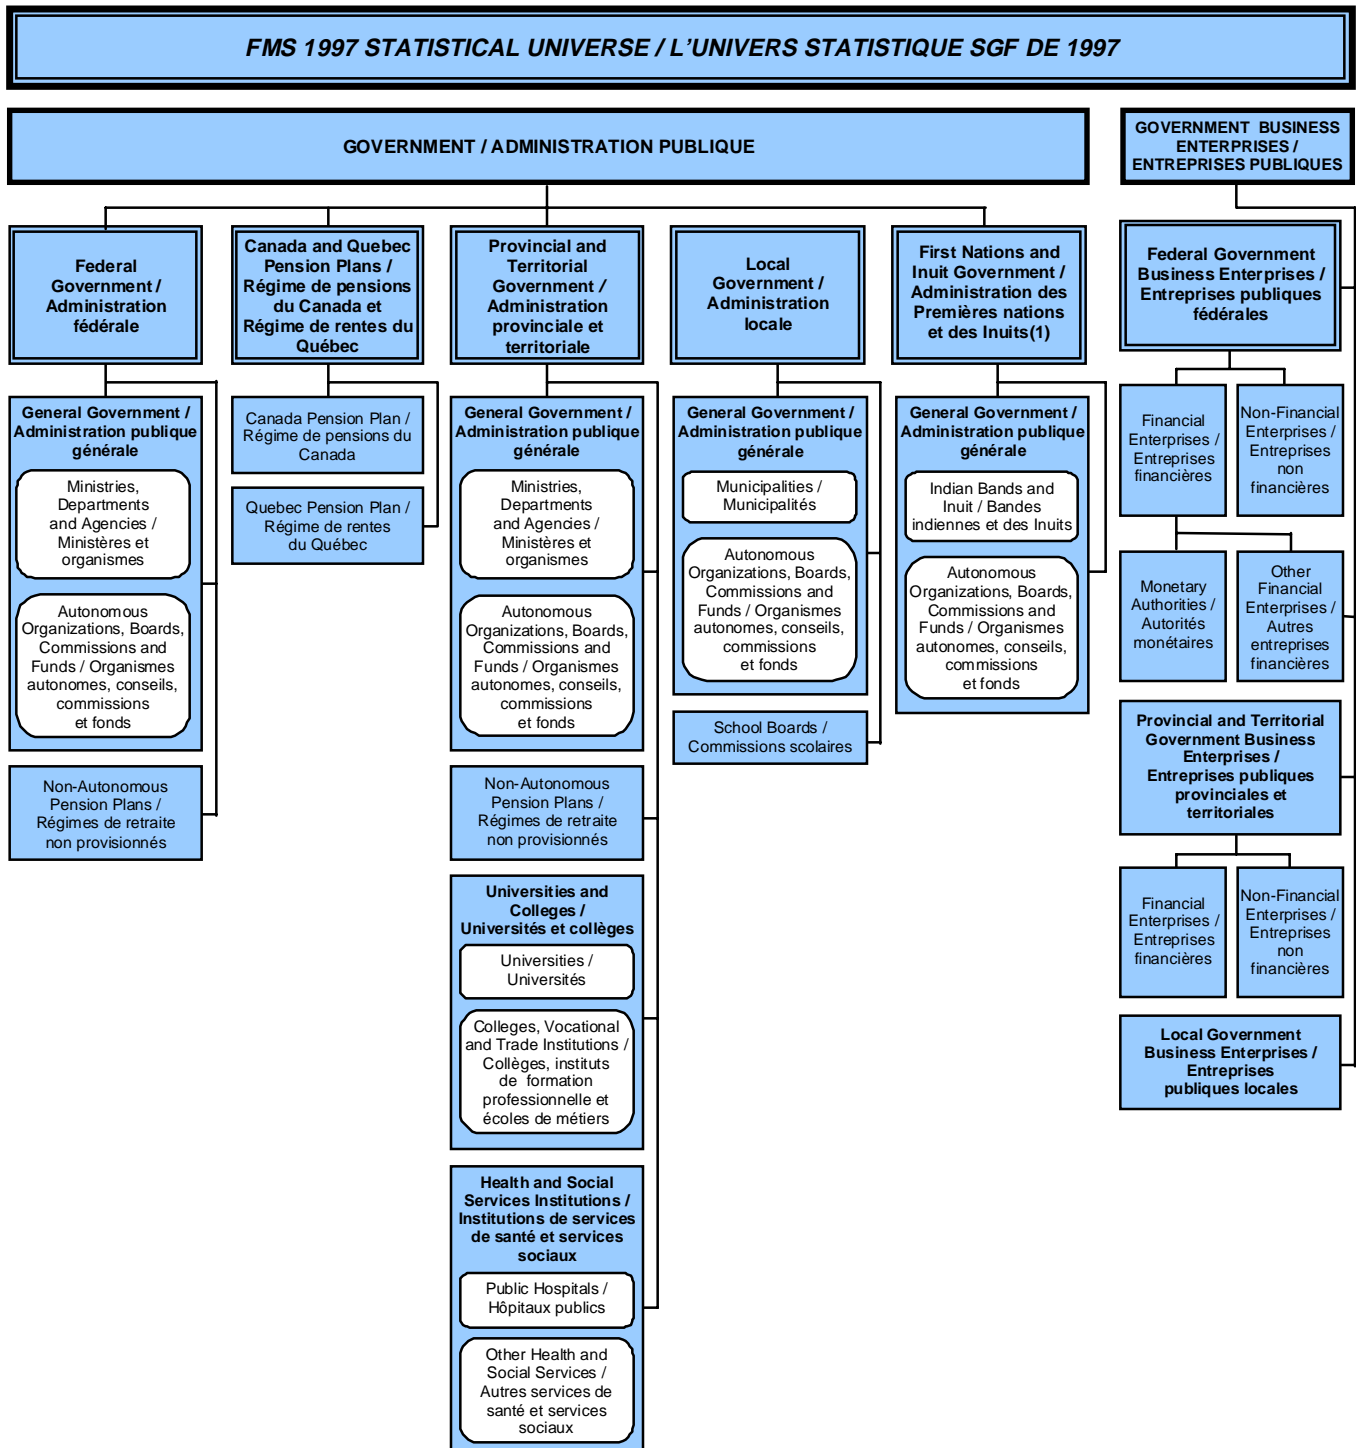 FMS 1997 STATISTICAL UNIVERSE / L'UNIVERS STATISTIQUE SGF DE 1997
GOVERNMENT / ADMINISTRATION PUBLIQUE
GOVERNMENT BUSINESS
ENTERPRISES /
ENTREPRISES PUBLIQUES
Federal
Government /
Administration
fédérale
Canada and Quebec
Pension Plans /
Régime de pensions
du Canada et
Régime de rentes du
Québec
Provincial and
Territorial
Government /
Administration
provinciale et
territoriale
Local
Government /
Administration
locale
First Nations and
Inuit Government /
Administration des
Premières nations
et des Inuits(1)
Federal Government
Business Enterprises /
Entreprises publiques
fédérales
General Government /
Administration publique
générale
Ministries,
Departments
and Agencies /
Ministères et
organismes
Autonomous
Organizations, Boards,
Commissions and
Funds / Organismes
autonomes, conseils,
commissions
et fonds
Non-Autonomous
Pension Plans /
Régimes de retraite
non provisionnés
Canada Pension Plan /
Régime de pensions du
Canada
Quebec Pension Plan /
Régime de rentes
du Québec
General Government /
Administration publique
générale
Ministries,
Departments
and Agencies /
Ministères et
organismes
Autonomous
Organizations, Boards,
Commissions and
Funds / Organismes
autonomes, conseils,
commissions
et fonds
Non-Autonomous
Pension Plans /
Régimes de retraite
non provisionnés
Universities and
Colleges /
Universités et collèges
Universities /
Universités
Colleges, Vocational
and Trade Institutions /
Collèges, instituts
de formation
professionnelle et
écoles de métiers
Health and Social
Services Institutions /
Institutions de services
de santé et services
sociaux
Public Hospitals /
Hôpitaux publics
Other Health and
Social Services /
Autres services de
santé et services
sociaux
General Government /
Administration publique
générale
Municipalities /
Municipalités
Autonomous
Organizations, Boards,
Commissions and
Funds / Organismes
autonomes, conseils,
commissions
et fonds
School Boards /
Commissions scolaires
General Government /
Administration publique
générale
Indian Bands and
Inuit / Bandes
indiennes et des Inuits
Autonomous
Organizations, Boards,
Commissions and
Funds / Organismes
autonomes, conseils,
commissions
et fonds
Financial
Enterprises /
Entreprises
financières
Non-Financial
Enterprises /
Entreprises
non
financières
Monetary
Authorities /
Autorités
monétaires
Other
Financial
Enterprises /
Autres
entreprises
financières
Provincial and Territorial
Government Business
Enterprises /
Entreprises publiques
provinciales et
territoriales
Financial
Enterprises /
Entreprises
financières
Non-Financial
Enterprises /
Entreprises
non
financières
Local Government
Business Enterprises /
Entreprises
publiques locales